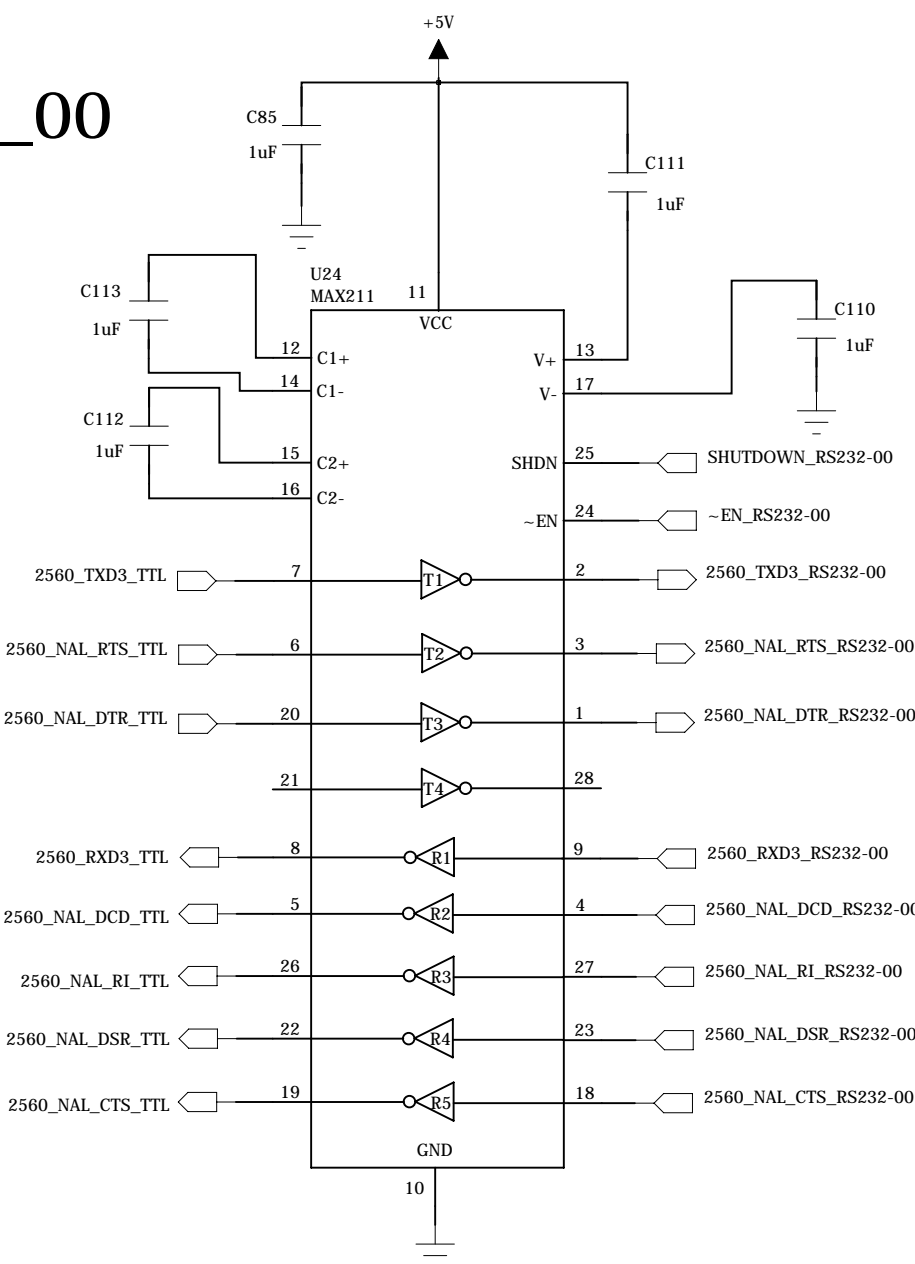 +5V
_00
C85
1uF
C111
1uF
U24
MAX211
11
VCC
C113
1uF
C110
1uF
12 C1+
V+ 13
14 C1-
V- 17
C112
1uF
15 C2+
SHDN 25 SHUTDOWN_RS232-00
16 C2-
~EN 24 ~EN_RS232-00
2560_TXD3_TTL 7 T1 2 2560_TXD3_RS232-00
2560_NAL_RTS_TTL 6 T2 3 2560_NAL_RTS_RS232-00
2560_NAL_DTR_TTL 20 T3 1 2560_NAL_DTR_RS232-00
21 T4 28
2560_RXD3_TTL 8 R1 9 2560_RXD3_RS232-00
2560_NAL_DCD_TTL 5 R2 4 2560_NAL_DCD_RS232-00
2560_NAL_RI_TTL 26 R3 27 2560_NAL_RI_RS232-00
2560_NAL_DSR_TTL 22 R4 23 2560_NAL_DSR_RS232-00
2560_NAL_CTS_TTL 19 R5 18 2560_NAL_CTS_RS232-00
GND
10